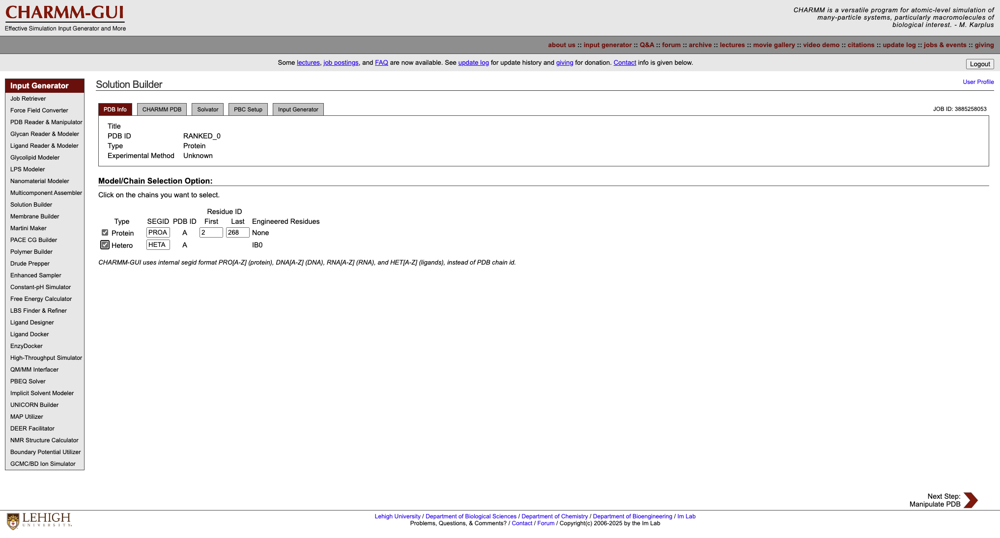 CHARMM-GUI
Effective Simulation Input Generator and More
CHARMM is a versatile program for atomic-level simulation of
many-particle systems, particularly macromolecules of
biological interest. - M. Karplus
about us :: input generator :: Q&A :: forum :: archive :: lectures :: movie gallery :: video demo :: citations :: update log :: jobs & events :: giving
Some lectures, job postings, and FAQ are now available. See update log for update history and giving for donation. Contact info is given below.
Logout
Input Generator
Job Retriever
Force Field Converter
PDB Reader & Manipulator
Glycan Reader & Modeler
Ligand Reader & Modeler
Glycolipid Modeler
LPS Modeler
Nanomaterial Modeler
Multicomponent Assembler
Solution Builder
Membrane Builder
Martini Maker
PACE CG Builder
Polymer Builder
Drude Prepper
Enhanced Sampler
Constant-pH Simulator
Free Energy Calculator
LBS Finder & Refiner
Ligand Designer
Ligand Docker
EnzyDocker
High-Throughput Simulator
QM/MM Interfacer
PBEQ Solver
Implicit Solvent Modeler
UNICORN Builder
MAP Utilizer
DEER Facilitator
NMR Structure Calculator
Boundary Potential Utilizer
GCMC/BD Ion Simulator
Solution Builder
User Profile
PDB Info CHARMM PDB Solvator PBC Setup Input Generator
JOB ID: 3885258053
Title
PDB ID RANKED_0
Type Protein
Experimental Method Unknown
Model/Chain Selection Option:
Click on the chains you want to select.
Residue ID
Type SEGID PDB ID First Last Engineered Residues
Protein PROA A 2 268 None
Hetero HETA A IB0
CHARMM-GUI uses internal segid format PRO[A-Z] (protein), DNA[A-Z] (DNA), RNA[A-Z] (RNA), and HET[A-Z] (ligands), instead of PDB chain id.
Next Step:
Manipulate PDB
LEHIGH
UNIVERSITY
Lehigh University / Department of Biological Sciences / Department of Chemistry / Department of Bioengineering / Im Lab
Problems, Questions, & Comments? / Contact / Forum / Copyright(c) 2006-2025 by the Im Lab